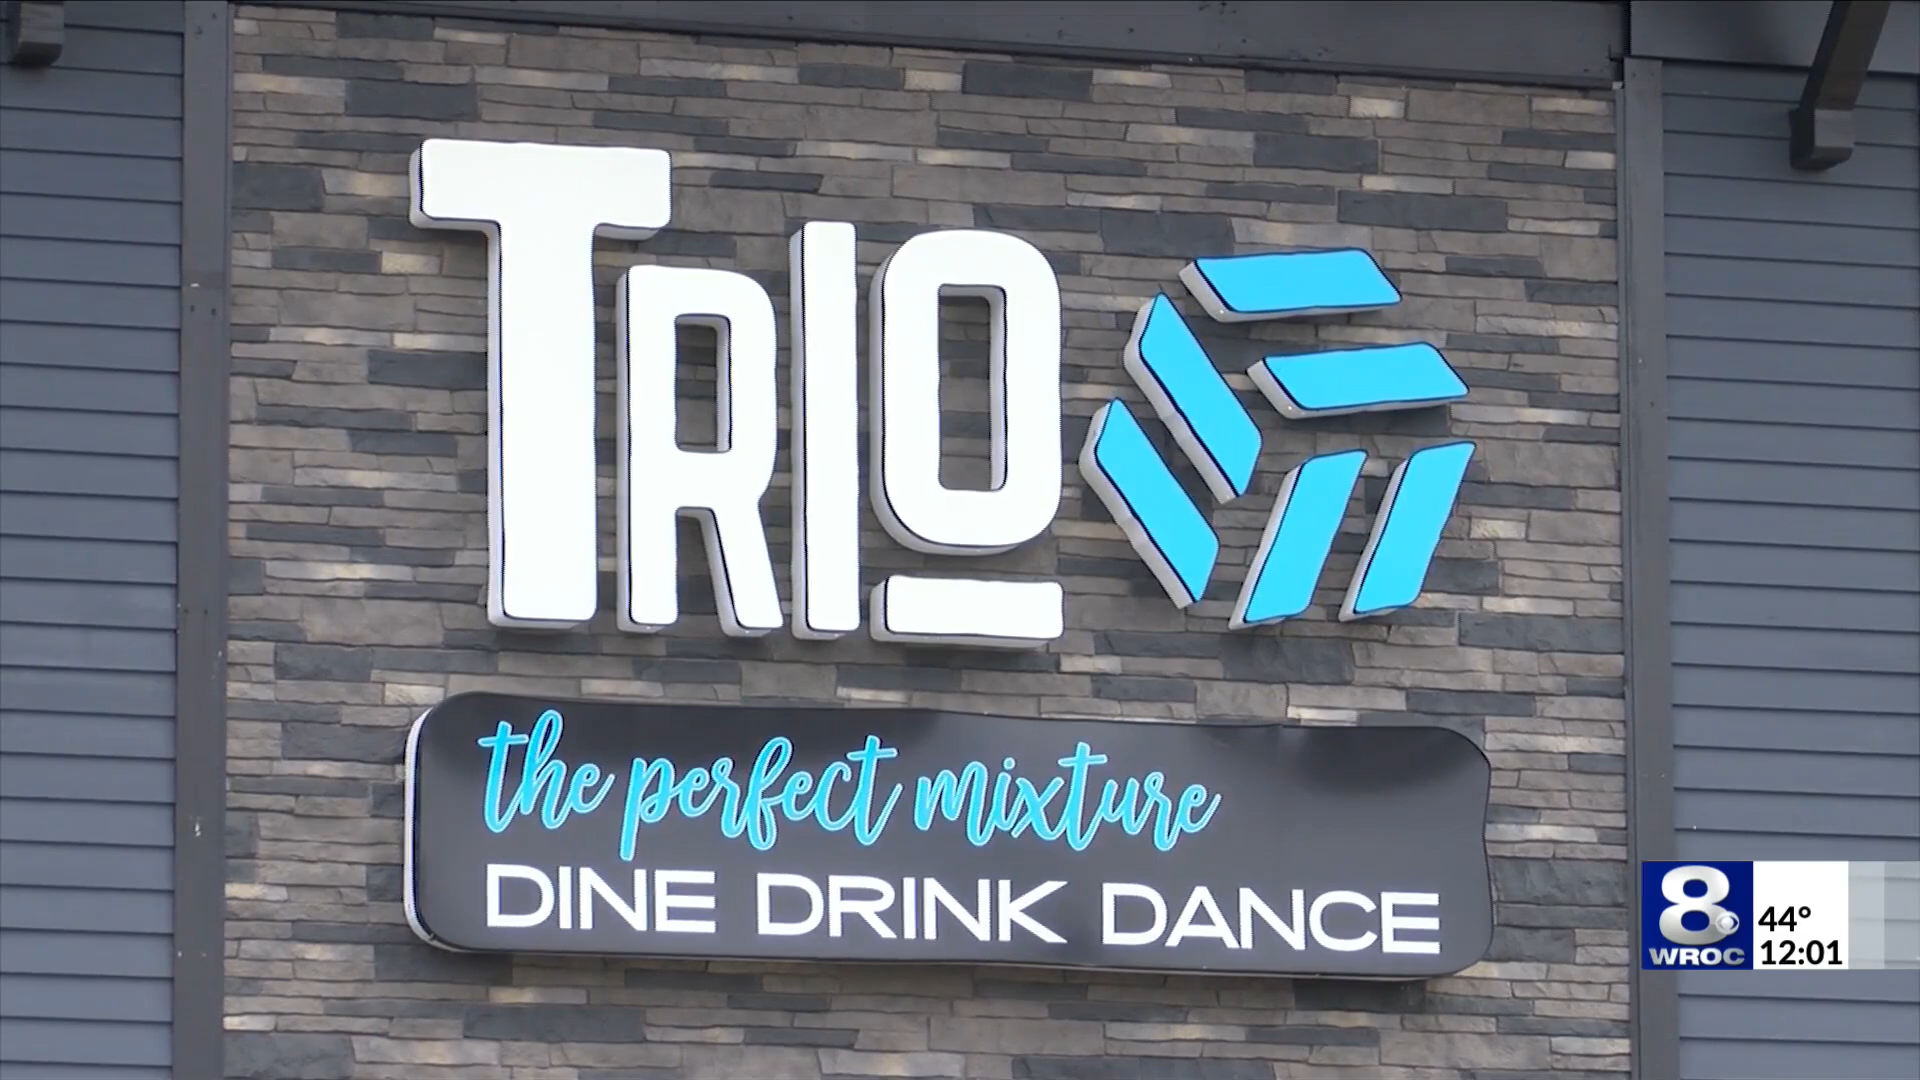 TRIO
the perfect mixture
DINE DRINK DANCE
8
WROC
44°
12:01